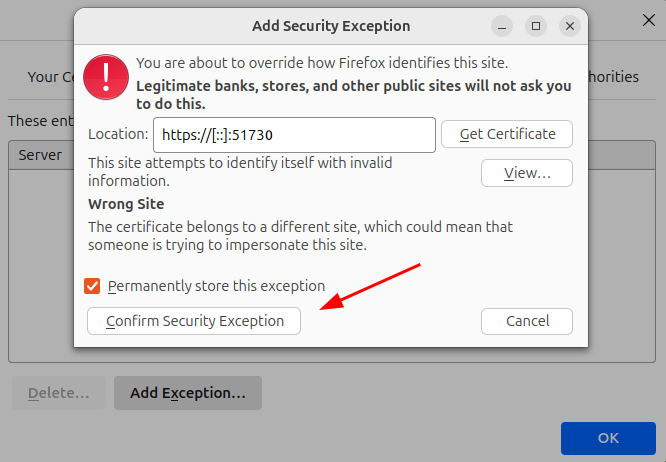 Add Security Exception
You are about to override how Firefox identifies this site.
Legitimate banks, stores, and other public sites will not ask you
to do this.
Your Ce
horities
These ent
Location:
https://[::]:51730
Get Certificate
Server
This site attempts to identify itself with invalid
information.
View…
Wrong Site
The certificate belongs to a different site, which could mean that
someone is trying to impersonate this site.
Permanently store this exception
Confirm Security Exception
Cancel
Delete…
Add Exception…
OK